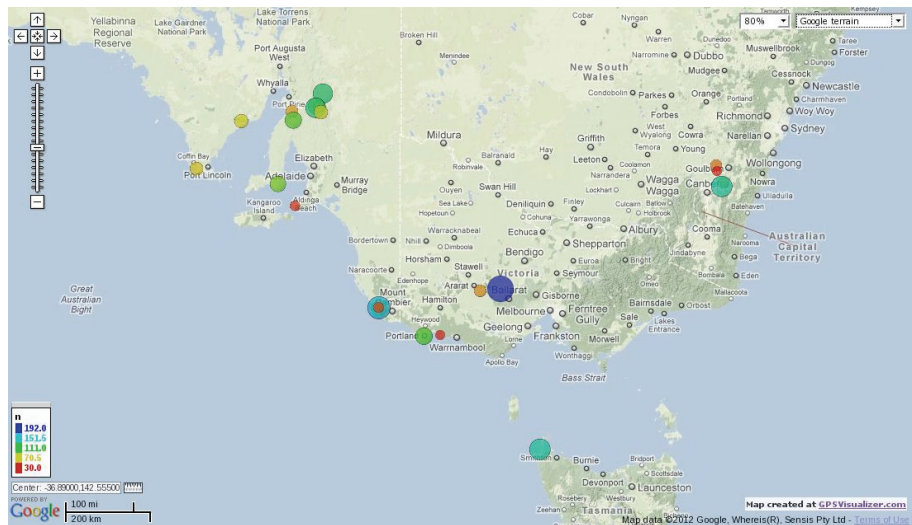 80%
Google terrain
Yellabinna
Regional
Reserve
Lake Gairdner
National Park
Lake Torrens
National Park
Port Augusta
West
Whyalla
Coffin Bay
Port Lincoln
Elizabeth
Adelaide
Murray
Bridge
Kangaroo
Island
Broken Hill
Menindee
Cobar
Nyngan
Warren
Narromine
Dubbo
Dunedoo
Mudgee
Muswellbrook
Taree
Forster
Dungog
Cessnock
Newcastle
Charmhaven
Woy Woy
New South
Wales
Condobolin
Parkes
Forbes
Orange
Portland
Richmond
Narellan
Sydney
West
Wyalong
Cowra
Temora
Young
Griffith
Leeton
Coolamon
Narrandera
Wagga
Wagga
Lockhart
Goulburn
Wollongong
Nowra
Ulladulla
Batehaven
Mildura
Robinvale
Balranald
Hay
Ouyen
Sea Lake
Hopetoun
Swan Hill
Deniliquin
Finley
Cohuna
Yarrawonga
Culcairn
Ballow
Holbrook
Albury
Echuca
Shepparton
Warracknabeal
Dimboola
Nhill
Bordertown
Horsham
Stawell
Bendigo
Euroa
Seymour
Bright
Omeo
Cooma
Jindabyne
Bombala
Narooma
Bega
Eden
Mallacoota
Australian
Capital
Territory
Naracoorte
Edenhope
Hamilton
Heywood
Portland
Warrnambool
Ararat
Victoria
Ballarat
Gisborne
Melbourne
Geelong
Lorne
Apollo Bay
Ferntree
Gully
Frankston
Wonthaggi
Morwell
Sale
Bairnsdale
Lakes
Entrance
Orbost
Bass Strait
Great
Australian
Bight
Burnie
Devonport
Bridport
Scottsdale
Launceston
Rosebery
Westbury
Zeehan
Tasmania
n
192.0
151.5
111.0
70.5
30.0
Center: -36.89000,142.55500
POWERED BY
Google
100 mi
200 km
Map created at GPSVisualizer.com
Map data ©2012 Google, Whereis(R), Sensis Pty Ltd - Terms of Use